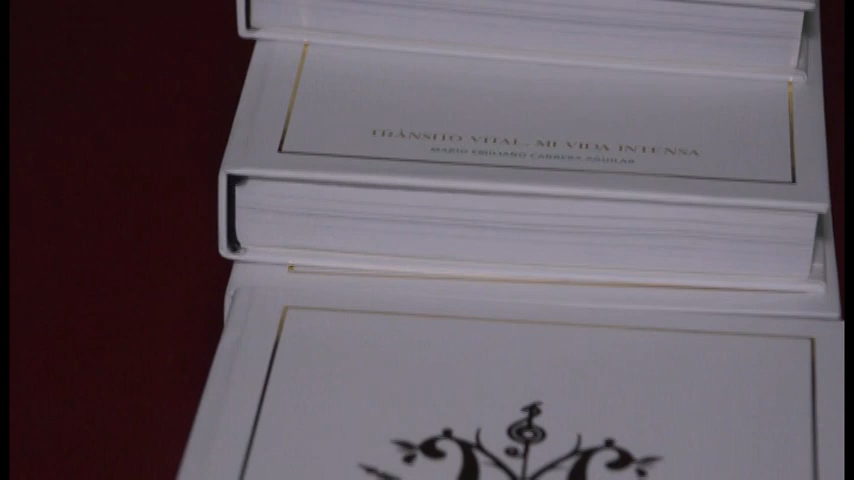 TRÁNSITO VITAL. MI VIDA INTENSA
MARIO EMILIANO CABRERA AGUILAR